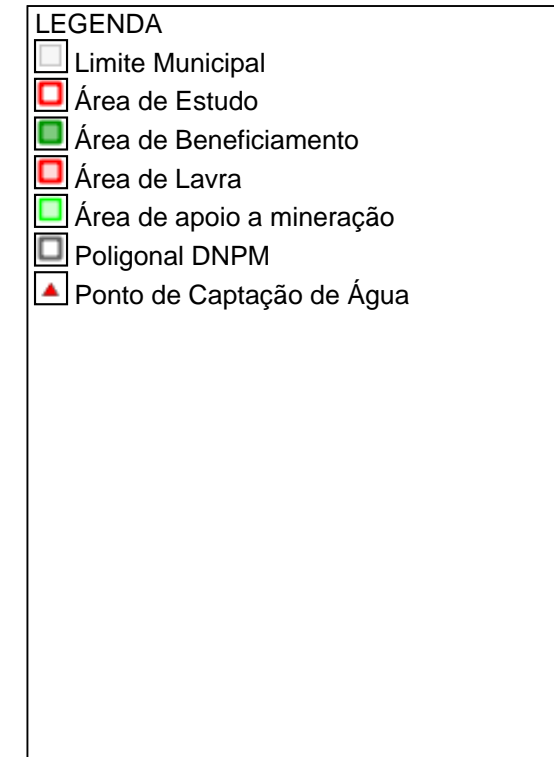 LEGENDA
Limite Municipal
Área de Estudo
Área de Beneficiamento
Área de Lavra
Área de apoio a mineração
Poligonal DNPM
Ponto de Captação de Água